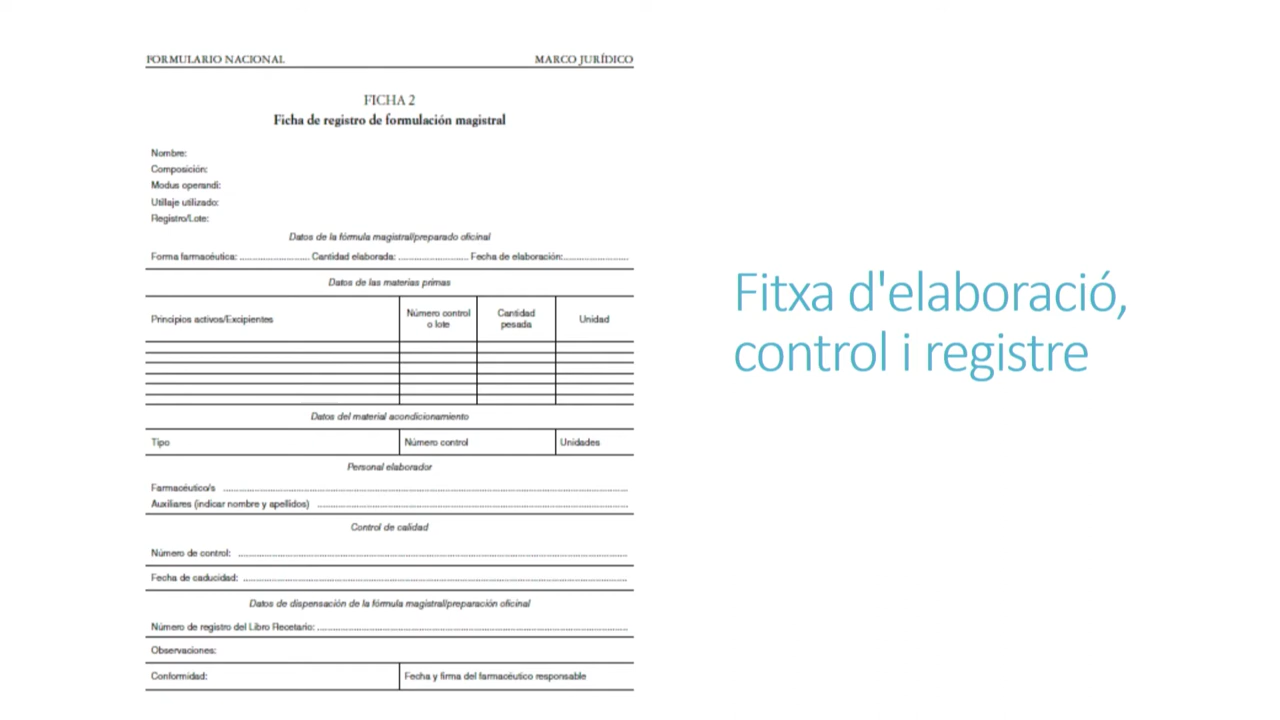 FORMULARIO NACIONAL MARCO JURÍDICO
FICHA 2
Ficha de registro de formulación magistral
Nombre:
Composición:
Modus operandi:
Utillaje utilizado:
Registro/Lote:
Datos de la fórmula magistral/preparado oficinal
Forma farmacéutica: ........................ Cantidad elaborada: ........................ Fecha de elaboración:......................
Datos de las materias primas
Principios activos/Excipientes
Número control
o lote
Cantidad
pesada
Unidad
Datos del material acondicionamiento
Tipo Número control Unidades
Personal elaborador
Farmacéutico/s ........................
Auxiliares (indicar nombre y apellidos) ........................
Control de calidad
Número de control: ........................
Fecha de caducidad: ........................
Datos de dispensación de la fórmula magistral/preparación oficinal
Número de registro del Libro Recetario: ........................
Observaciones:
Conformidad: Fecha y firma del farmacéutico responsable
Fitxa d'elaboració,
control i registre